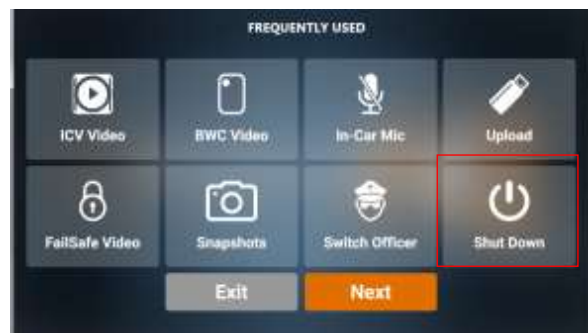 FREQUENTLY USED
ICV Video BWC Video In-Car Mic Upload
FailSafe Video Snapshots Switch Officer Shut Down
Exit Next